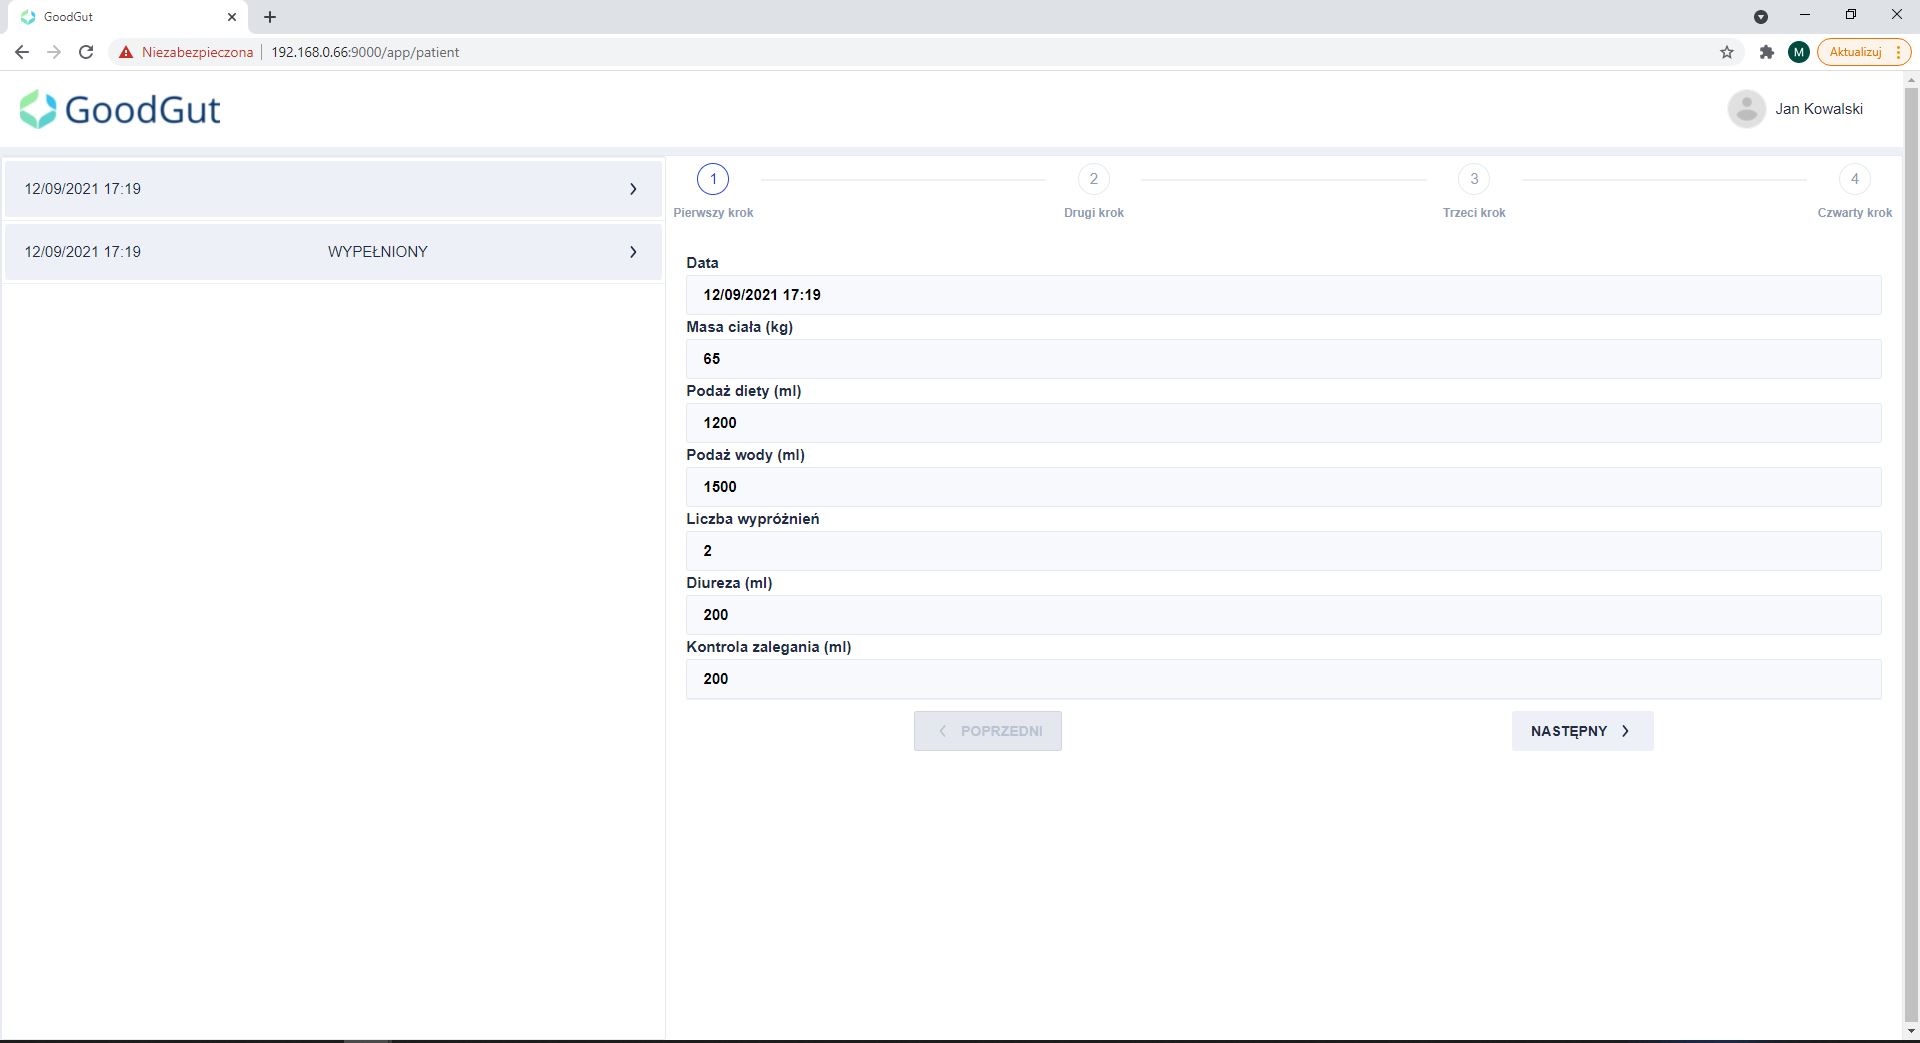 GoodGut
Niezabezpieczona 192.168.0.66:9000/app/patient
M
Aktualizuj
GoodGut
Jan Kowalski
12/09/2021 17:19
12/09/2021 17:19 WYPEŁNIONY
1 2 3 4
Pierwszy krok Drugi krok Trzeci krok Czwarty krok
Data
12/09/2021 17:19
Masa ciała (kg)
65
Podaż diety (ml)
1200
Podaż wody (ml)
1500
Liczba wypróżnień
2
Diureza (ml)
200
Kontrola zalegania (ml)
200
POPRZEDNI NASTĘPNY